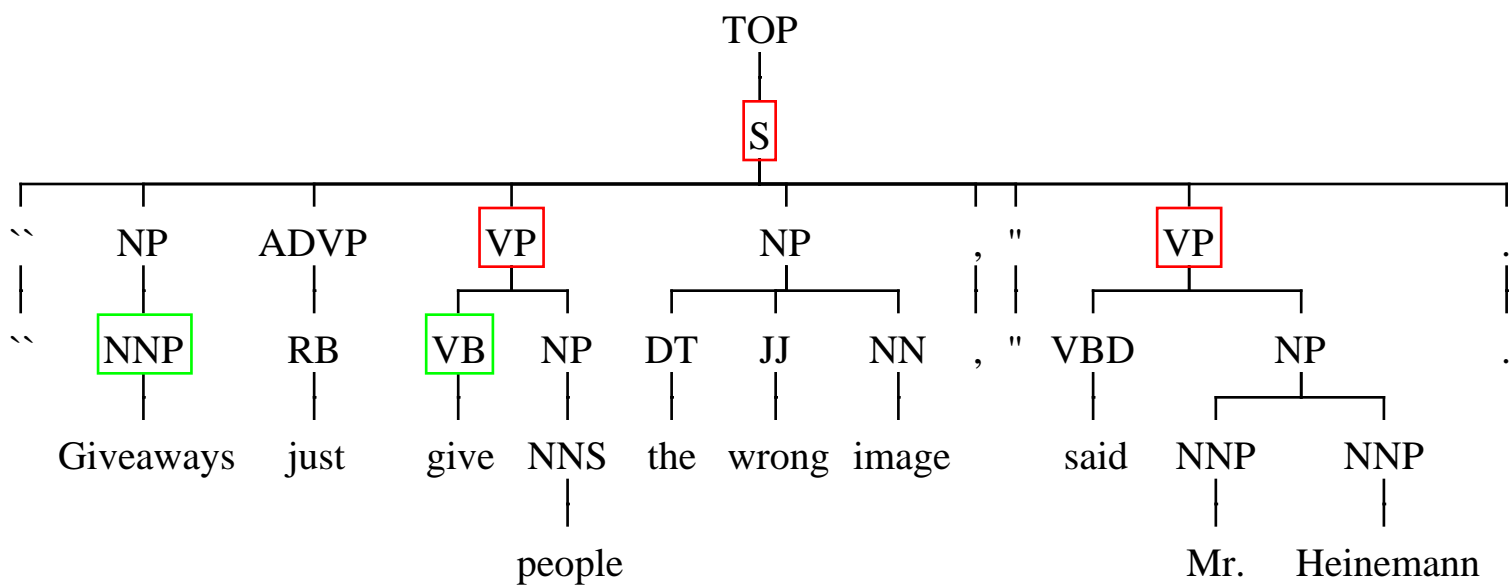 TOP
S
`` NP ADVP VP NP , " VP .
`` NNP RB VB NP DT JJ NN , " VBD NP .
Giveaways just give NNS the wrong image said NNP NNP
people Mr. Heinemann